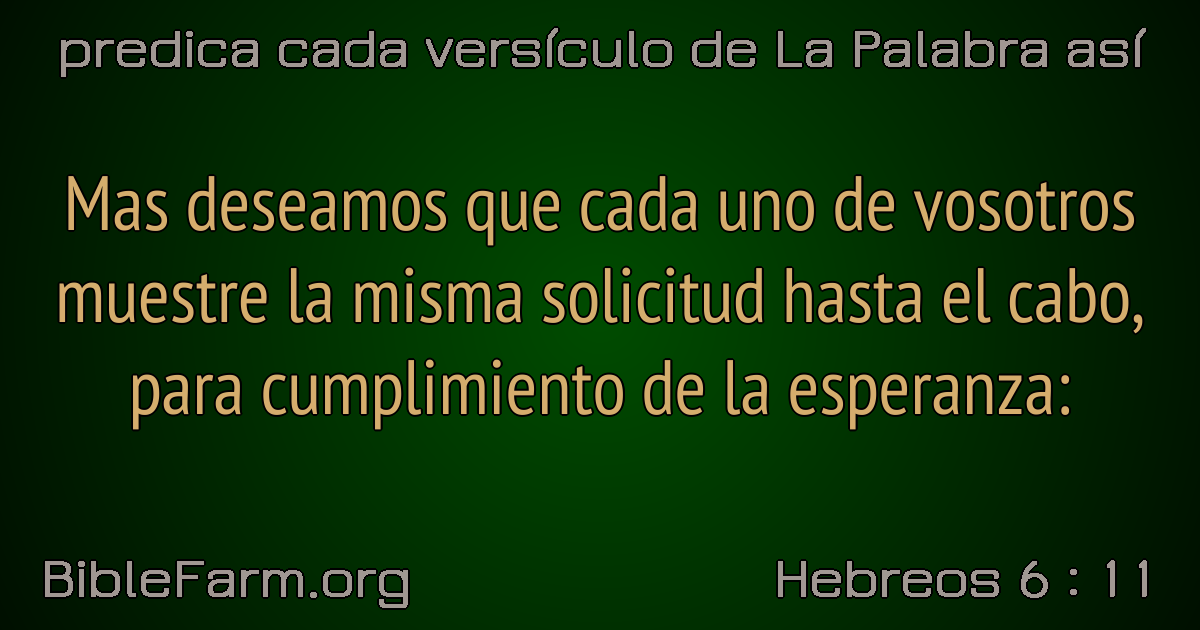 predica cada versículo de La Palabra así
Mas deseamos que cada uno de vosotros
muestre la misma solicitud hasta el cabo,
para cumplimiento de la esperanza:
BibleFarm.org
Hebreos 6 : 11